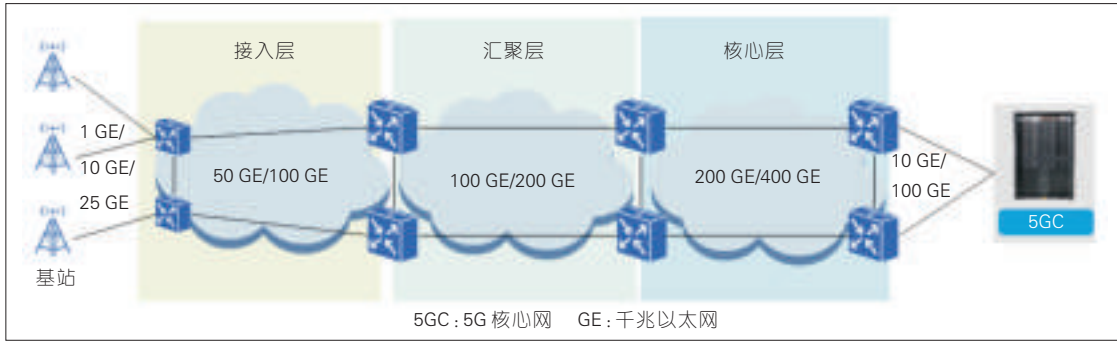 接入层
汇聚层
核心层
1 GE/
10 GE/
25 GE
50 GE/100 GE
100 GE/200 GE
200 GE/400 GE
10 GE/
100 GE
5GC
基站
5GC：5G 核心网 GE：千兆以太网